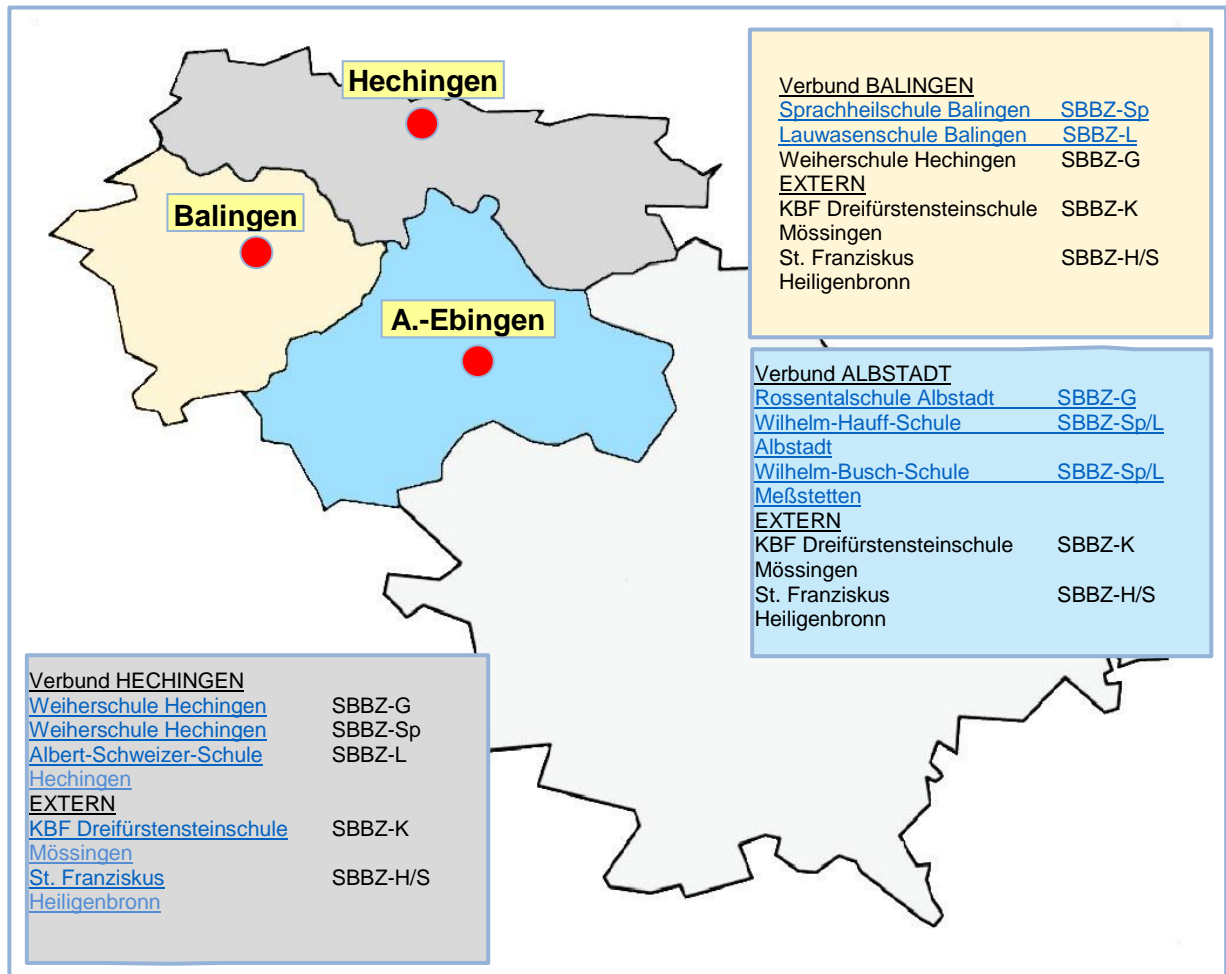 Hechingen
Balingen
A.-Ebingen
Verbund BALINGEN
Sprachheilschule Balingen SBBZ-Sp
Lauwasenschule Balingen SBBZ-L
Weiherschule Hechingen SBBZ-G
EXTERN
KBF Dreifürstensteinschule SBBZ-K
Mössingen
St. Franziskus SBBZ-H/S
Heiligenbronn
Verbund ALBSTADT
Rossentalschule Albstadt SBBZ-G
Wilhelm-Hauff-Schule SBBZ-Sp/L
Albstadt
Wilhelm-Busch-Schule SBBZ-Sp/L
Meßstetten
EXTERN
KBF Dreifürstensteinschule SBBZ-K
Mössingen
St. Franziskus SBBZ-H/S
Heiligenbronn
Verbund HECHINGEN
Weiherschule Hechingen SBBZ-G
Weiherschule Hechingen SBBZ-Sp
Albert-Schweizer-Schule SBBZ-L
Hechingen
EXTERN
KBF Dreifürstensteinschule SBBZ-K
Mössingen
St. Franziskus SBBZ-H/S
Heiligenbronn